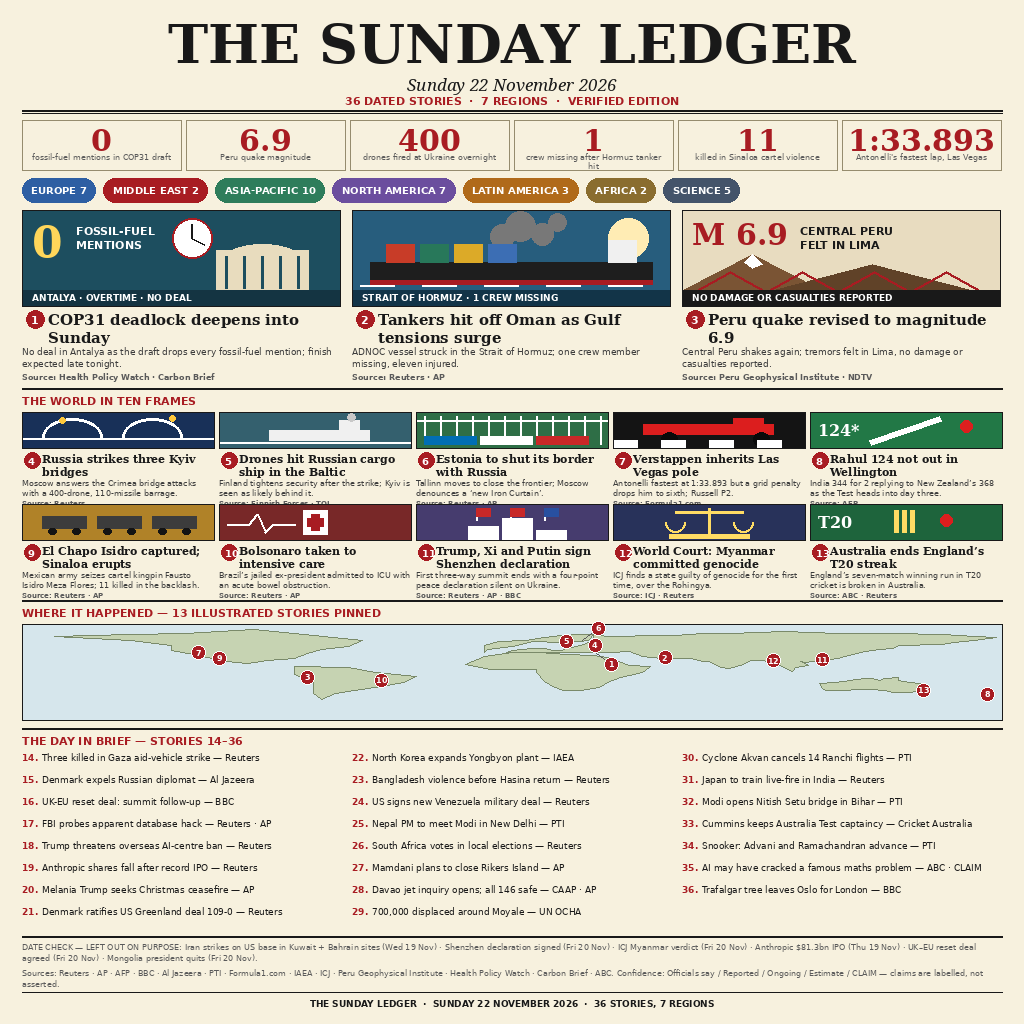 THE SUNDAY LEDGER
Sunday 22 November 2026
36 DATED STORIES · 7 REGIONS · VERIFIED EDITION
0
fossil-fuel mentions in COP31 draft
6.9
Peru quake magnitude
400
drones fired at Ukraine overnight
1
crew missing after Hormuz tanker
hit
11
killed in Sinaloa cartel violence
1:33.893
Antonelli's fastest lap, Las Vegas
EUROPE 7
MIDDLE EAST 2
ASIA-PACIFIC 10
NORTH AMERICA 7
LATIN AMERICA 3
AFRICA 2
SCIENCE 5
0
FOSSIL-FUEL
MENTIONS
ANTALYA · OVERTIME · NO DEAL
STRAIT OF HORMUZ · 1 CREW MISSING
M 6.9
CENTRAL PERU
FELT IN LIMA
NO DAMAGE OR CASUALTIES REPORTED
1 COP31 deadlock deepens into
Sunday
No deal in Antalya as the draft drops every fossil-fuel mention; finish
expected late tonight.
Source: Health Policy Watch · Carbon Brief
2 Tankers hit off Oman as Gulf
tensions surge
ADNOC vessel struck in the Strait of Hormuz; one crew member
missing, eleven injured.
Source: Reuters · AP
3 Peru quake revised to magnitude
6.9
Central Peru shakes again; tremors felt in Lima, no damage or
casualties reported.
Source: Peru Geophysical Institute · NDTV
THE WORLD IN TEN FRAMES
4 Russia strikes three Kyiv
bridges
Moscow answers the Crimea bridge attacks
with a 400-drone, 110-missile barrage.
Source: Reuters
5 Drones hit Russian cargo
ship in the Baltic
Finland tightens security after the strike; Kyiv is
seen as likely behind it.
Source: Finnish Forces · TOI
6 Estonia to shut its border
with Russia
Tallinn moves to close the frontier; Moscow
denounces a ‘new Iron Curtain’.
Source: Reuters · AP
7 Verstappen inherits Las
Vegas pole
Antonelli fastest at 1:33.893 but a grid penalty
drops him to sixth; Russell P2.
Source: Formula1.com
124*
8 Rahul 124 not out in
Wellington
India 344 for 2 replying to New Zealand’s 368
as the Test heads into day three.
Source: AFP
9 El Chapo Isidro captured;
Sinaloa erupts
Mexican army seizes cartel kingpin Fausto
Isidro Meza Flores; 11 killed in the backlash.
Source: Reuters · AP
10 Bolsonaro taken to
intensive care
Brazil’s jailed ex-president admitted to ICU with
an acute bowel obstruction.
Source: Reuters · AP
11 Trump, Xi and Putin sign
Shenzhen declaration
First three-way summit ends with a four-point
peace declaration silent on Ukraine.
Source: Reuters · AP · BBC
12 World Court: Myanmar
committed genocide
ICJ finds a state guilty of genocide for the first
time, over the Rohingya.
Source: ICJ · Reuters
T20
13 Australia ends England’s
T20 streak
England’s seven-match winning run in T20
cricket is broken in Australia.
Source: ABC · Reuters
WHERE IT HAPPENED — 13 ILLUSTRATED STORIES PINNED
6
5
4
7
9
1
2
12
11
3
10
13
8
THE DAY IN BRIEF — STORIES 14–36
14. Three killed in Gaza aid-vehicle strike — Reuters
15. Denmark expels Russian diplomat — Al Jazeera
16. UK-EU reset deal: summit follow-up — BBC
17. FBI probes apparent database hack — Reuters · AP
18. Trump threatens overseas AI-centre ban — Reuters
19. Anthropic shares fall after record IPO — Reuters
20. Melania Trump seeks Christmas ceasefire — AP
21. Denmark ratifies US Greenland deal 109-0 — Reuters
22. North Korea expands Yongbyon plant — IAEA
23. Bangladesh violence before Hasina return — Reuters
24. US signs new Venezuela military deal — Reuters
25. Nepal PM to meet Modi in New Delhi — PTI
26. South Africa votes in local elections — Reuters
27. Mamdani plans to close Rikers Island — AP
28. Davao jet inquiry opens; all 146 safe — CAAP · AP
29. 700,000 displaced around Moyale — UN OCHA
30. Cyclone Akvan cancels 14 Ranchi flights — PTI
31. Japan to train live-fire in India — Reuters
32. Modi opens Nitish Setu bridge in Bihar — PTI
33. Cummins keeps Australia Test captaincy — Cricket Australia
34. Snooker: Advani and Ramachandran advance — PTI
35. AI may have cracked a famous maths problem — ABC · CLAIM
36. Trafalgar tree leaves Oslo for London — BBC
DATE CHECK — LEFT OUT ON PURPOSE: Iran strikes on US base in Kuwait + Bahrain sites (Wed 19 Nov) · Shenzhen declaration signed (Fri 20 Nov) · ICJ Myanmar verdict (Fri 20 Nov) · Anthropic $81.3bn IPO (Thu 19 Nov) · UK–EU reset deal
agreed (Fri 20 Nov) · Mongolia president quits (Fri 20 Nov).
Sources: Reuters · AP · AFP · BBC · Al Jazeera · PTI · Formula1.com · IAEA · ICJ · Peru Geophysical Institute · Health Policy Watch · Carbon Brief · ABC. Confidence: Officials say / Reported / Ongoing / Estimate / CLAIM — claims are labelled, not
asserted.
THE SUNDAY LEDGER · SUNDAY 22 NOVEMBER 2026 · 36 STORIES, 7 REGIONS